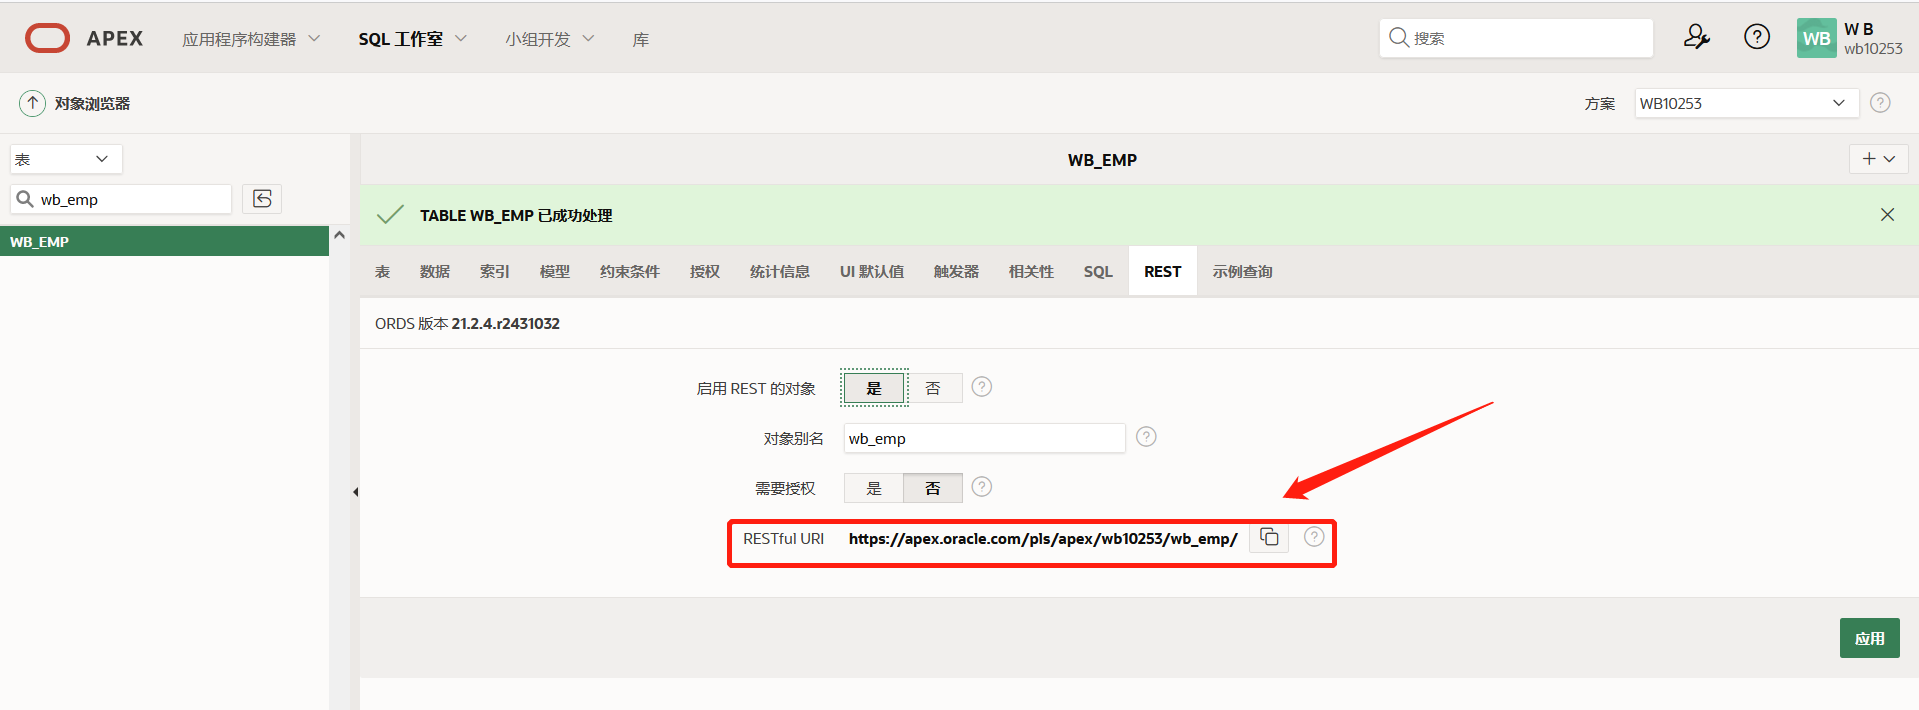 APEX 应用程序构建器 SQL 工作室 小组开发 库 搜索 WB W B
wb10253
对象浏览器 方案 WB10253
表
WB_EMP
wb_emp
WB_EMP
TABLE WB_EMP 已成功处理
表 数据 索引 模型 约束条件 授权 统计信息 UI 默认值 触发器 相关性 SQL REST 示例查询
ORDS 版本 21.2.4.r2431032
启用 REST 的对象 是 否
对象别名 wb_emp
需要授权 是 否
RESTful URI https://apex.oracle.com/pls/apex/wb10253/wb_emp/
应用